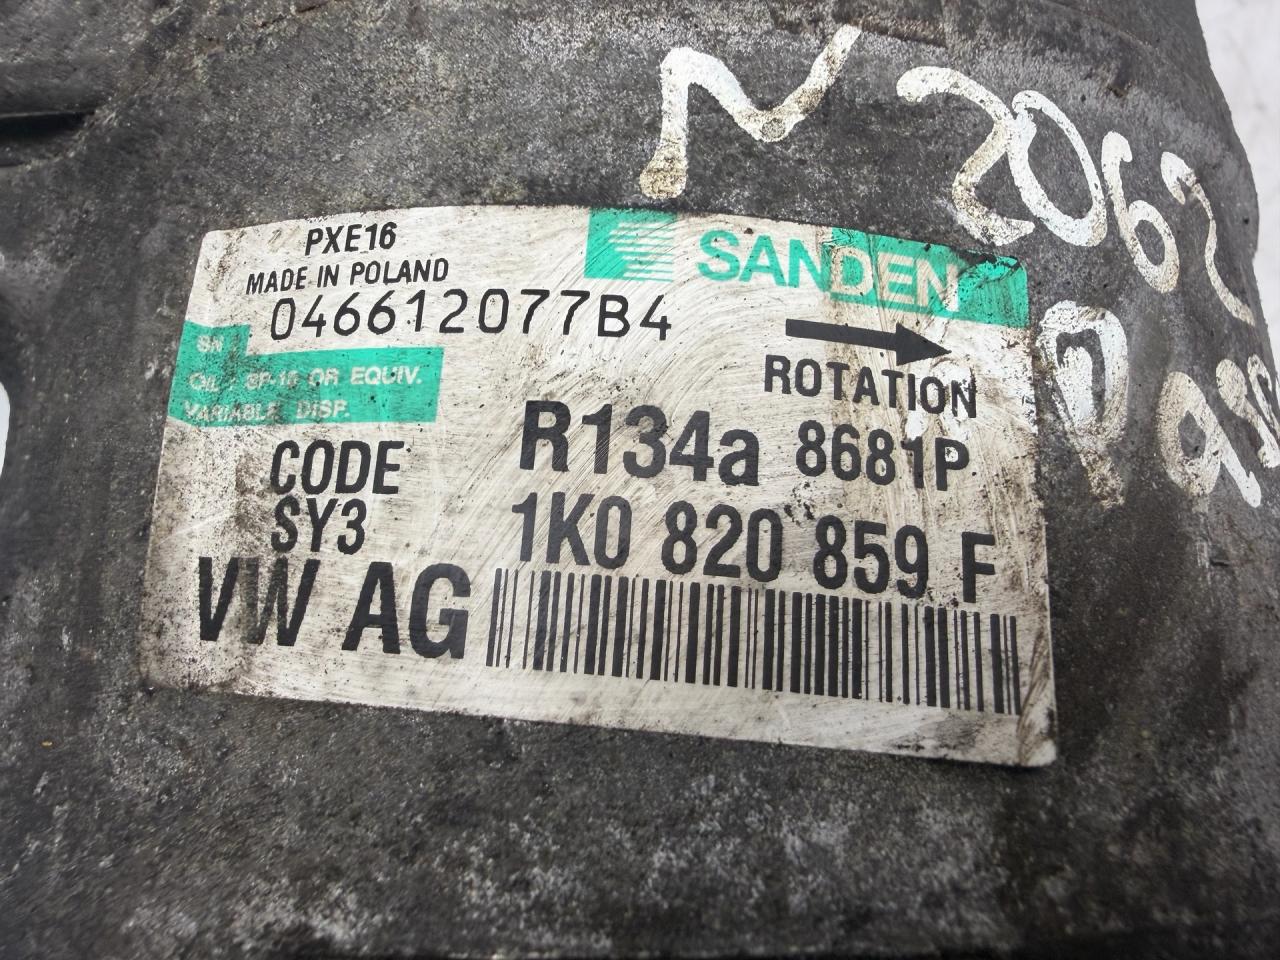 N 2062
PXE16
SANDEN
MADE IN POLAND
046612077B4
SN
ROTATION
OIL : SP-10 OR EQUIV.
VARIABLE DISP.
CODE
R134a 8681P
SY3
1K0 820 859 F
VW AG